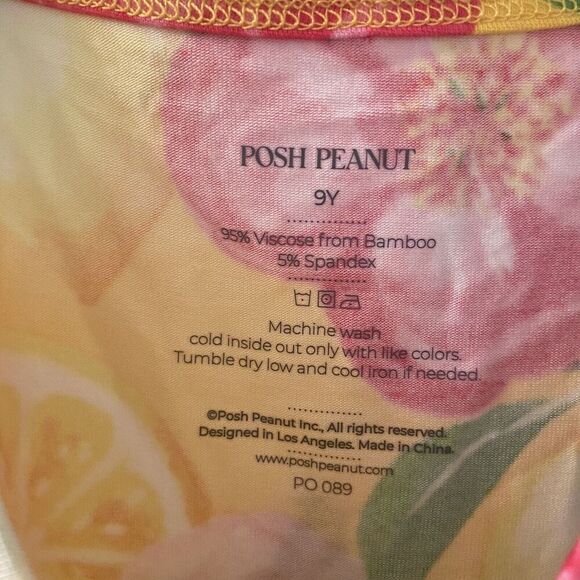 POSH PEANUT
9Y
95% Viscose from Bamboo
5% Spandex
Machine wash
cold inside out only with like colors.
Tumble dry low and cool iron if needed.
©Posh Peanut Inc., All rights reserved.
Designed in Los Angeles. Made in China.
www.poshpeanut.com
PO 089